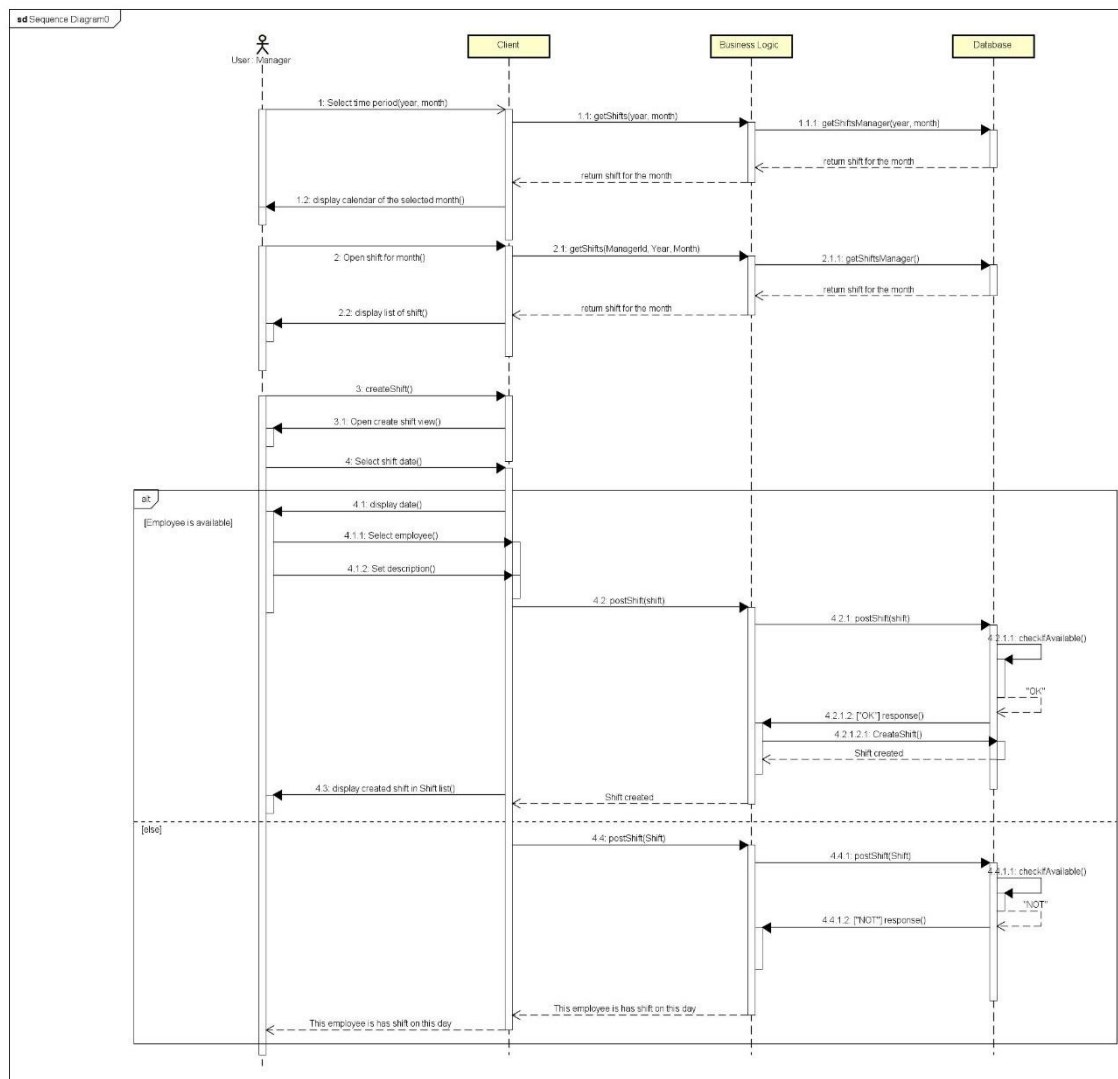 sd Sequence Diagram0
User : Manager
Client
Business Logic
Database
1: Select time period(year, month)
1.1: getShifts(year, month)
1.1.1: getShiftsManager(year, month)
return shift for the month
return shift for the month
1.2: display calendar of the selected month()
2: Open shift for month()
2.1: getShifts(ManagerId, Year, Month)
2.1.1: getShiftsManager()
return shift for the month
return shift for the month
2.2: display list of shift()
3: createShift()
3.1: Open create shift view()
4: Select shift date()
alt
[Employee is available]
4.1: display date()
4.1.1: Select employee()
4.1.2: Set description()
4.2: postShift(shift)
4.2.1: postShift(shift)
4.2.1.1: checkIfAvailable()
"OK"
4.2.1.2: ["OK"] response()
4.2.1.2.1: CreateShift()
Shift created
4.3: display created shift in Shift list()
Shift created
[else]
4.4: postShift(Shift)
4.4.1: postShift(Shift)
4.4.1.1: checkIfAvailable()
"NOT"
4.4.1.2: ["NOT"] response()
This employee is has shift on this day
This employee is has shift on this day